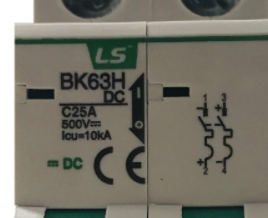 LS
BK63H
DC
C25A
500V⎓
Icu=10kA
⎓ DC CE
I
O
1 3
+
2 4
+ -